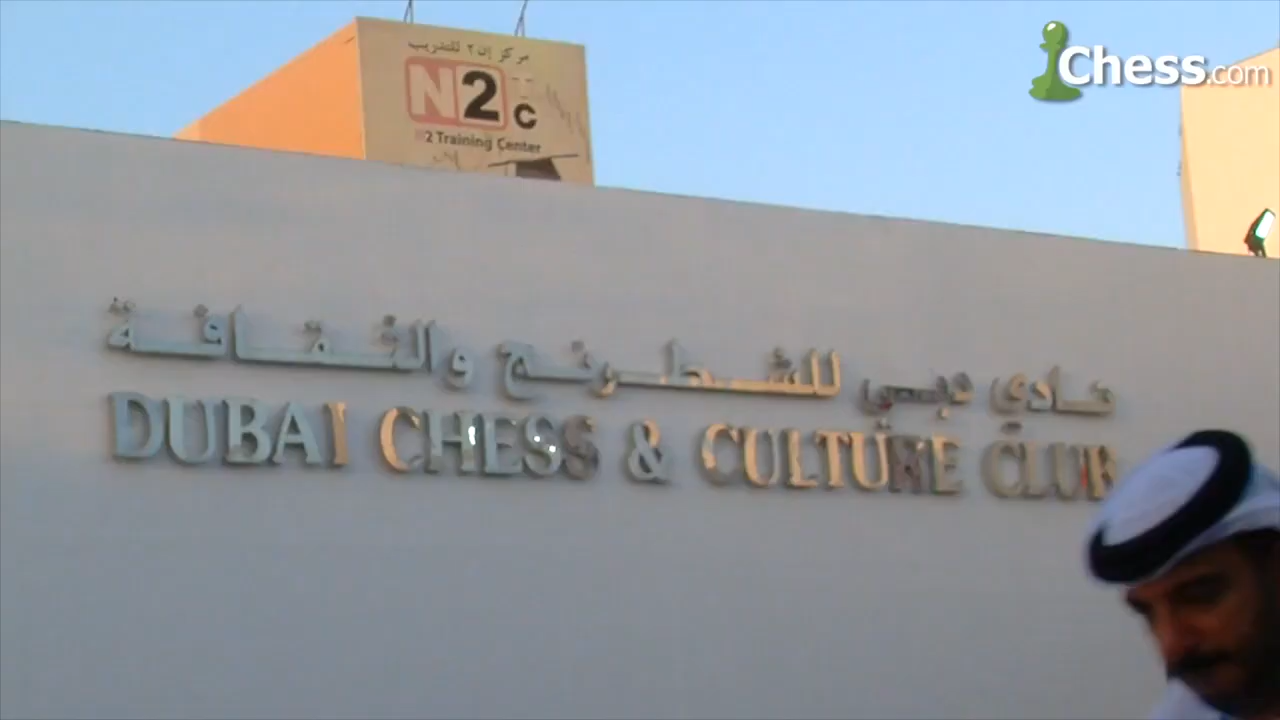 Chess.com
مركز إن ٢ للتدريب
N2c
N2 Training Center
نادي دبي للشطرنج والثقافة
DUBAI CHESS & CULTURE CLUB